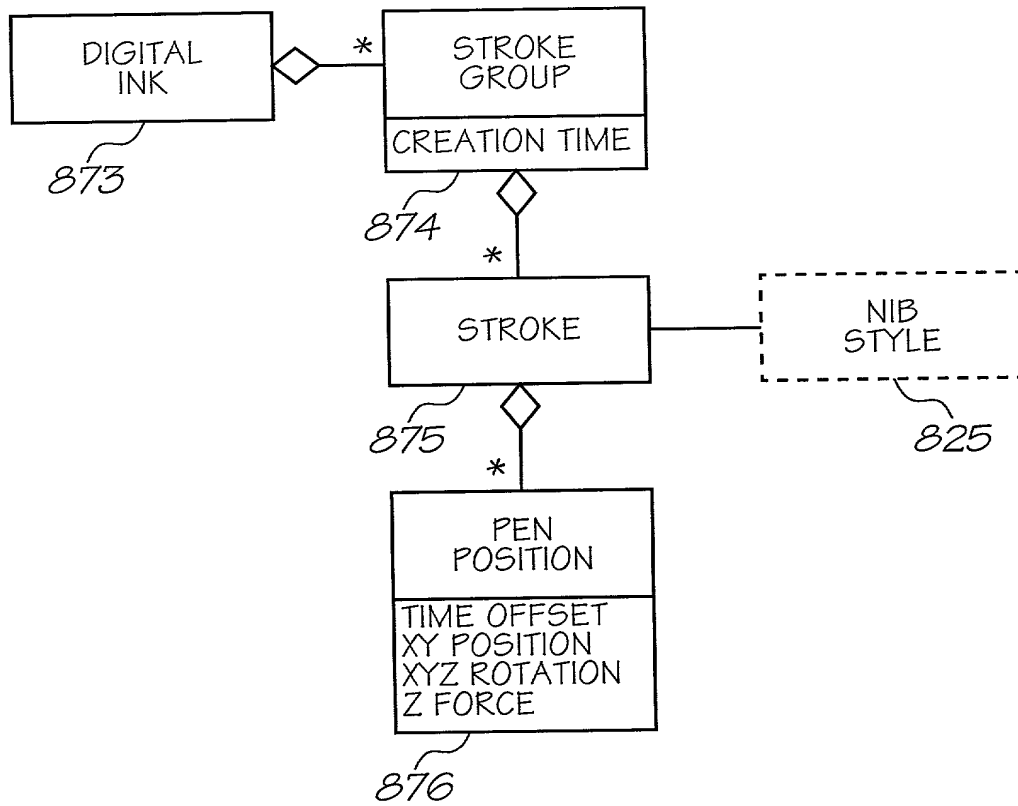 DIGITAL
INK
873
*
STROKE
GROUP
CREATION TIME
874
*
STROKE
875
NIB
STYLE
825
*
PEN
POSITION
TIME OFFSET
XY POSITION
XYZ ROTATION
Z FORCE
876